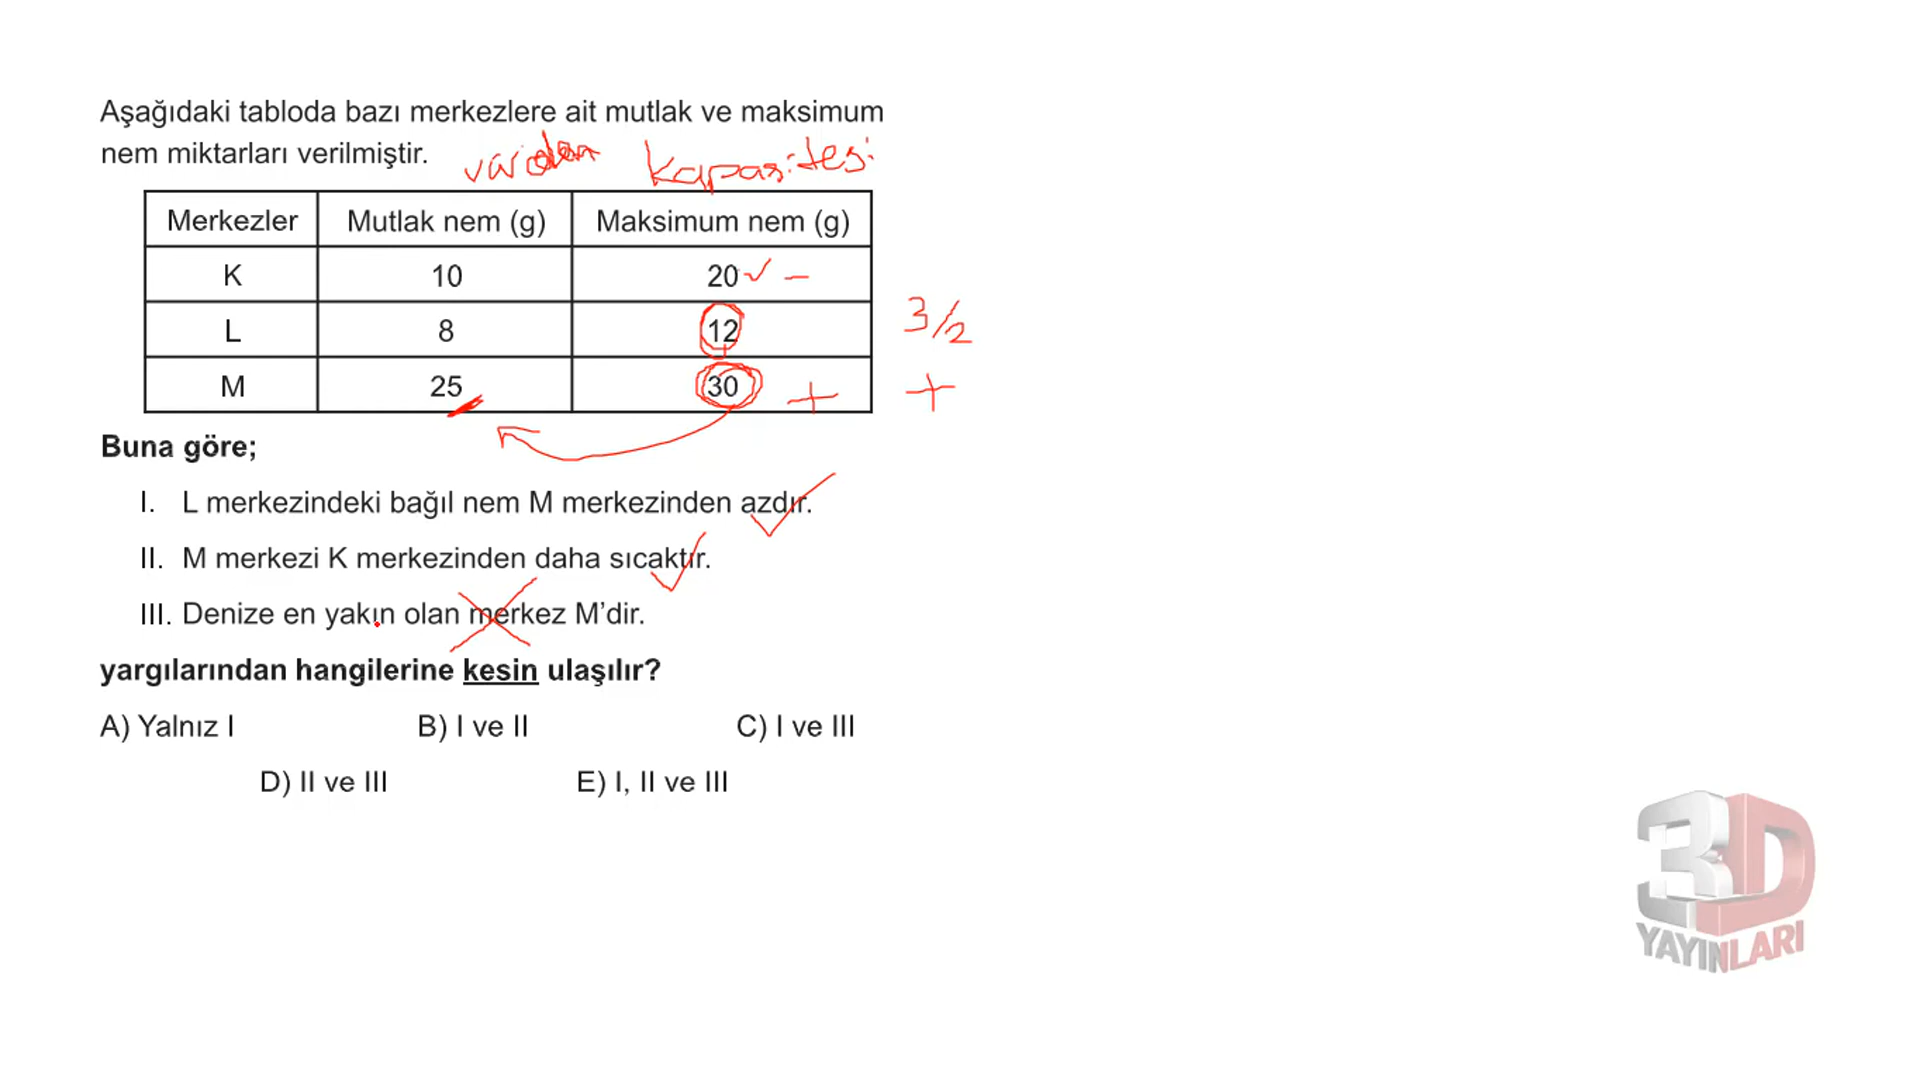 Aşağıdaki tabloda bazı merkezlere ait mutlak ve maksimum
nem miktarları verilmiştir.
var olan kapasitesi
Merkezler Mutlak nem (g) Maksimum nem (g)
K 10 20 ✓ -
L 8 12 3/2
M 25 30 + +
Buna göre;
I. L merkezindeki bağıl nem M merkezinden azdır.
II. M merkezi K merkezinden daha sıcaktır.
III. Denize en yakın olan merkez M'dir.
yargılarından hangilerine kesin ulaşılır?
A) Yalnız I B) I ve II C) I ve III
D) II ve III E) I, II ve III
3D
YAYINLARI